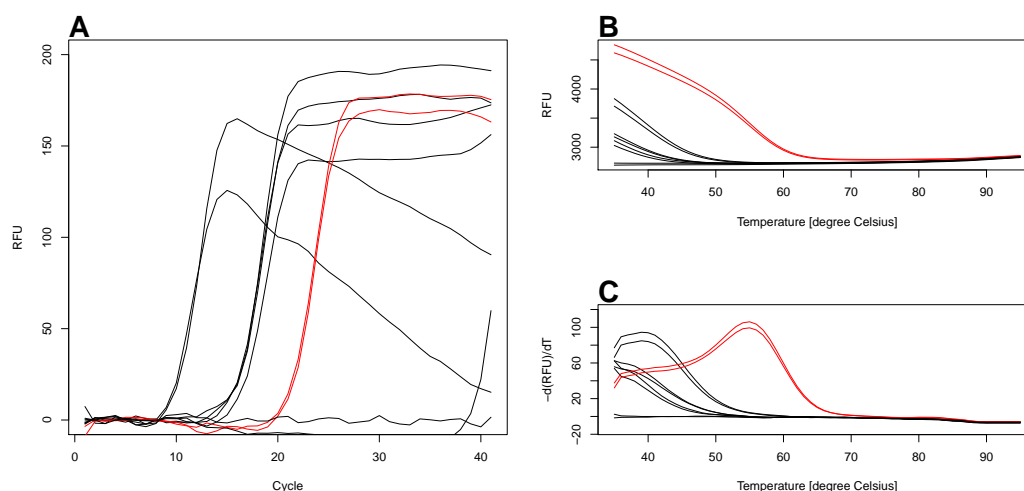 A
200
150
100
50
0
RFU
0 10 20 30 40
Cycle
B
4000
3000
RFU
40 50 60 70 80 90
Temperature [degree Celsius]
C
100
60
20
−20
−d(RFU)/dT
40 50 60 70 80 90
Temperature [degree Celsius]